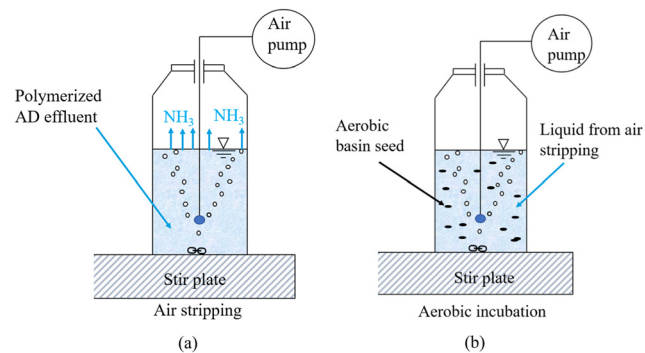 Air
pump
Polymerized
AD effluent
NH3
NH3
Stir plate
Air stripping
(a)
Air
pump
Aerobic
basin seed
Liquid from air
stripping
Stir plate
Aerobic incubation
(b)